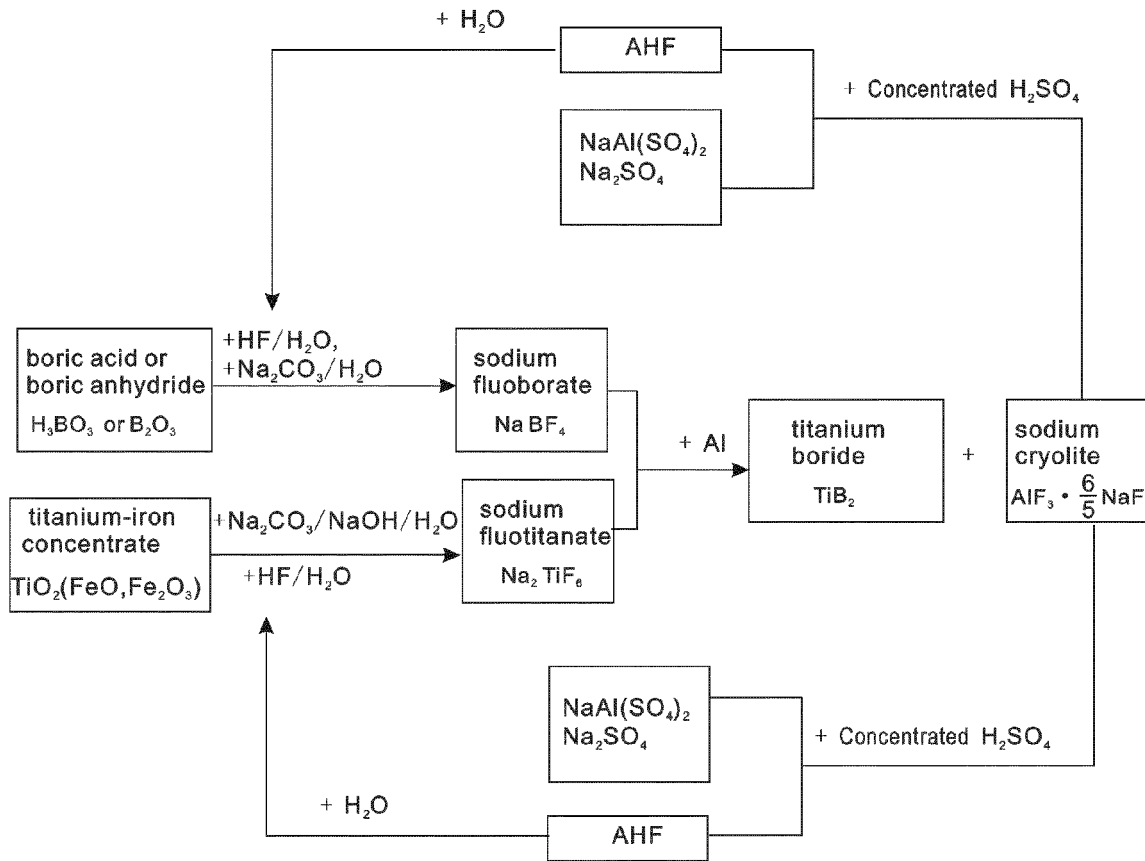 + H₂O
AHF
+ Concentrated H₂SO₄
NaAl(SO₄)₂
Na₂SO₄
boric acid or
boric anhydride
H₃BO₃ or B₂O₃
+HF/H₂O,
+Na₂CO₃/H₂O
sodium
fluoborate
NaBF₄
titanium-iron
concentrate
TiO₂(FeO,Fe₂O₃)
+Na₂CO₃/NaOH/H₂O
+HF/H₂O
sodium
fluotitanate
Na₂TiF₆
+ Al
titanium
boride
TiB₂
+
sodium
cryolite
AlF₃ • 6/5 NaF
NaAl(SO₄)₂
Na₂SO₄
+ Concentrated H₂SO₄
+ H₂O
AHF